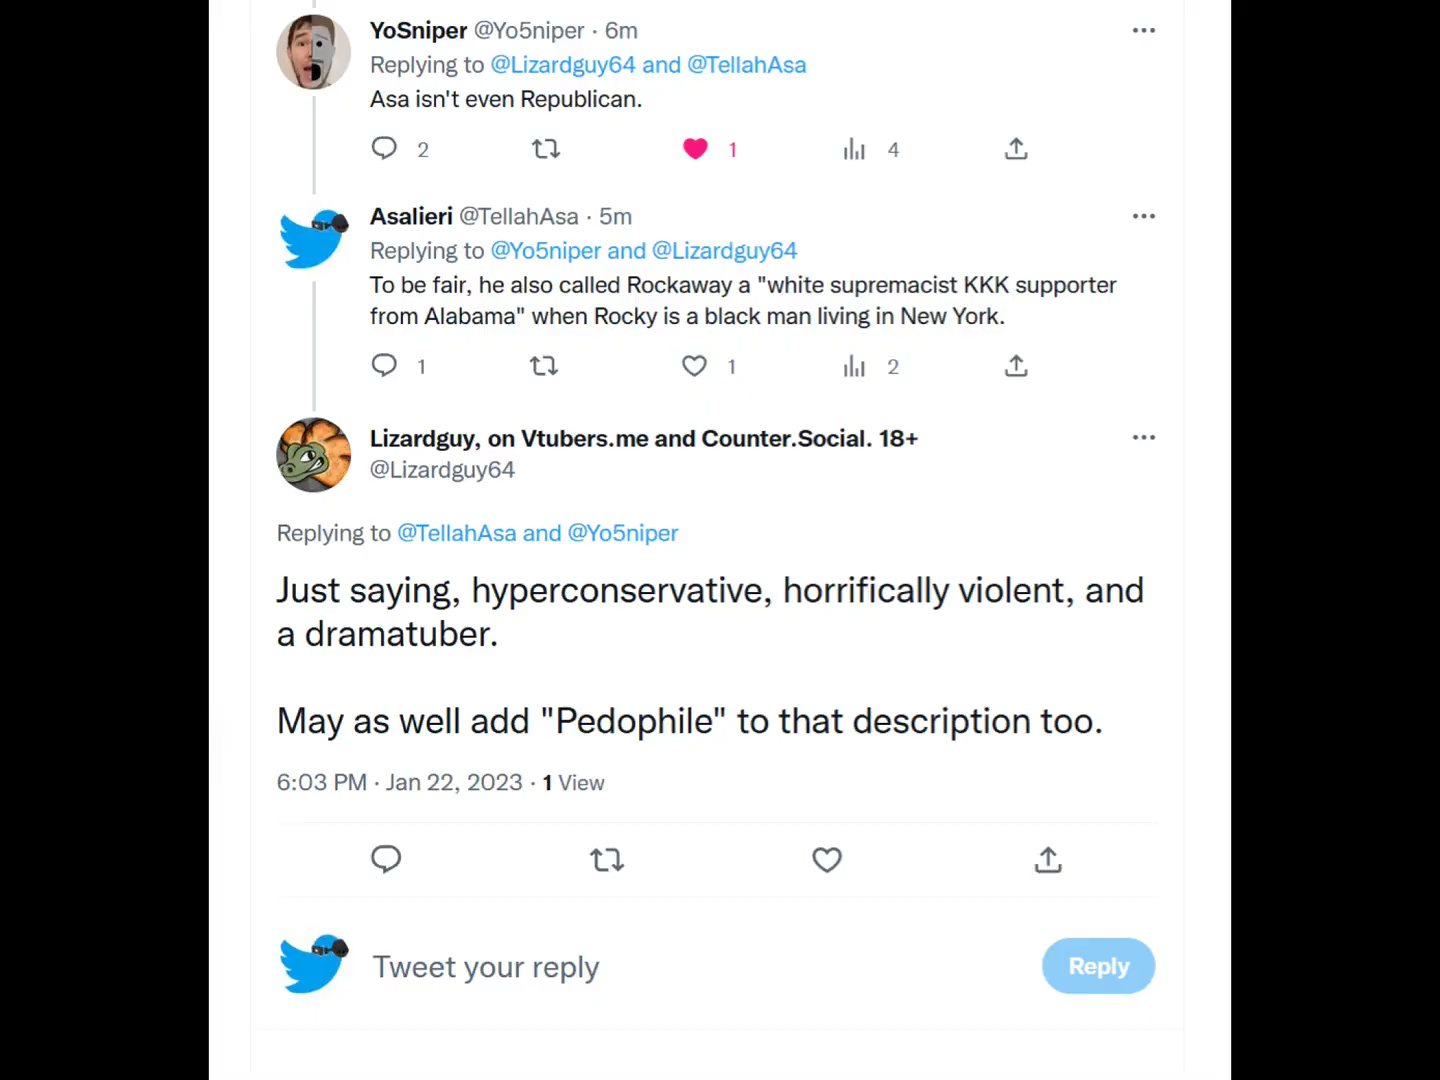 YoSniper @Yo5niper · 6m
Replying to @Lizardguy64 and @TellahAsa
Asa isn't even Republican.
2 1 4
Asalieri @TellahAsa · 5m
Replying to @Yo5niper and @Lizardguy64
To be fair, he also called Rockaway a "white supremacist KKK supporter
from Alabama" when Rocky is a black man living in New York.
1 1 2
Lizardguy, on Vtubers.me and Counter.Social. 18+
@Lizardguy64
Replying to @TellahAsa and @Yo5niper
Just saying, hyperconservative, horrifically violent, and
a dramatuber.
May as well add "Pedophile" to that description too.
6:03 PM · Jan 22, 2023 · 1 View
Tweet your reply
Reply